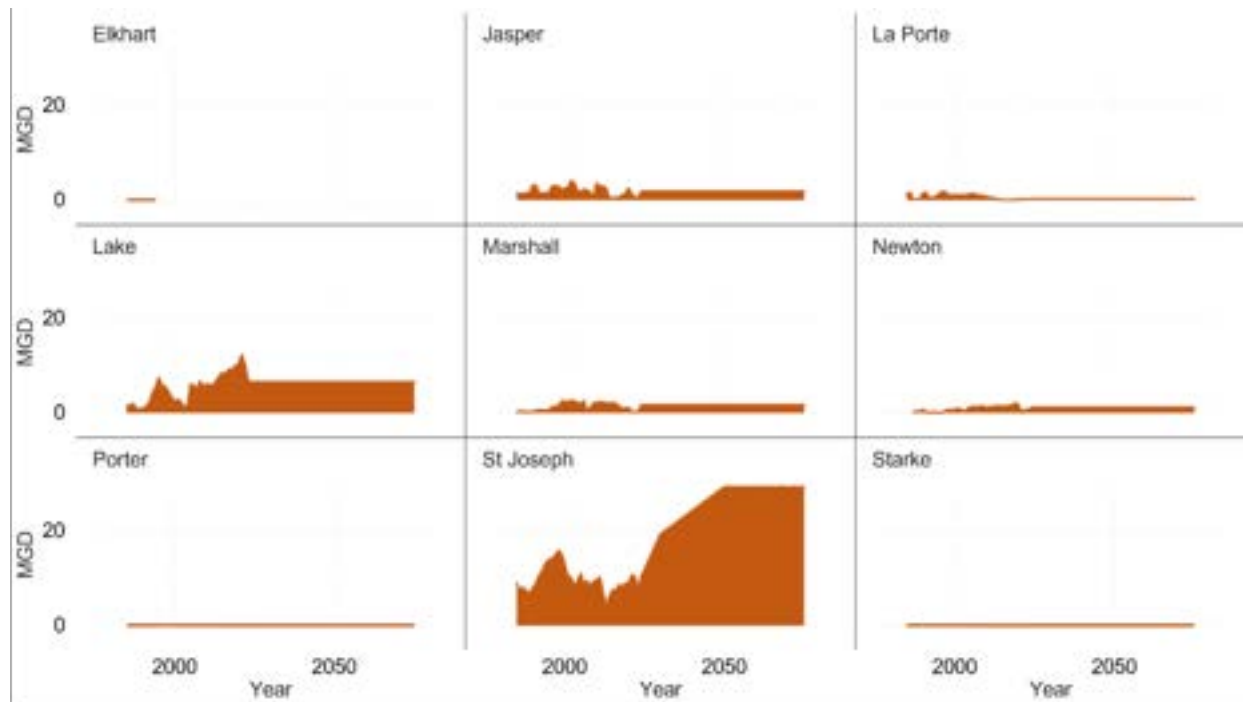 Elkhart Jasper La Porte
MGD 20
0
Lake Marshall Newton
MGD 20
0
Porter St Joseph Starke
MGD 20
0
2000 2050 2000 2050 2000 2050
Year Year Year